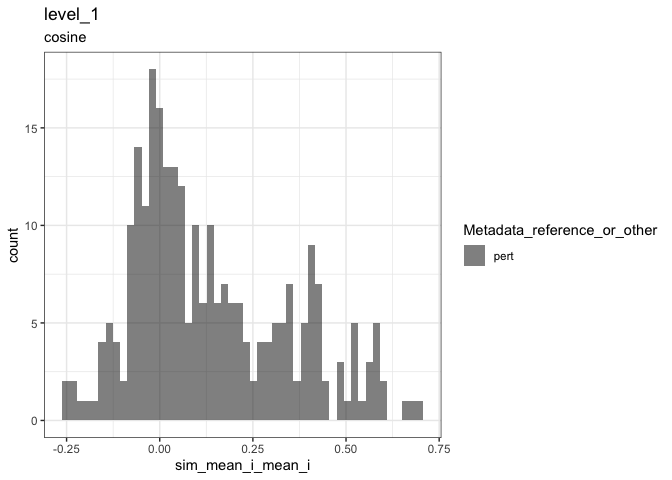 level_1
cosine
15
10
5
0
count
-0.25
0.00
0.25
0.50
0.75
sim_mean_i_mean_i
Metadata_reference_or_other
pert